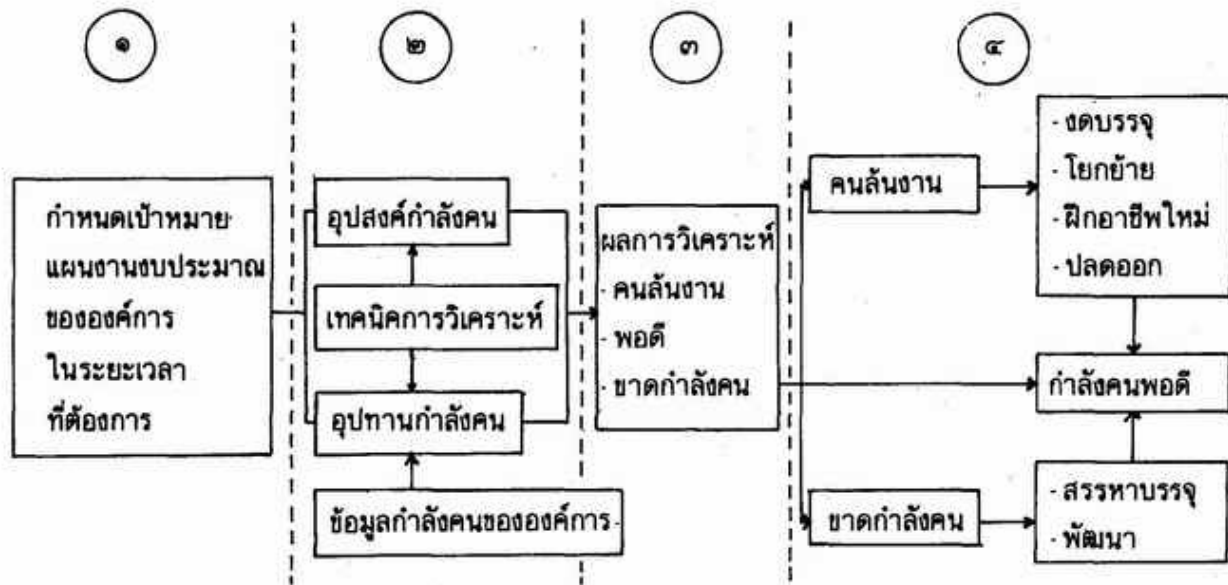 ๑
๒
๓
๔
กำหนดเป้าหมาย
แผนงานงบประมาณ
ขององค์การ
ในระยะเวลา
ที่ต้องการ
อุปสงค์กำลังคน
เทคนิคการวิเคราะห์
อุปทานกำลังคน
ข้อมูลกำลังคนขององค์การ
ผลการวิเคราะห์
- คนล้นงาน
- พอดี
- ขาดกำลังคน
คนล้นงาน
- งดบรรจุ
- โยกย้าย
- ฝึกอาชีพใหม่
- ปลดออก
กำลังคนพอดี
ขาดกำลังคน
- สรรหาบรรจุ
- พัฒนา